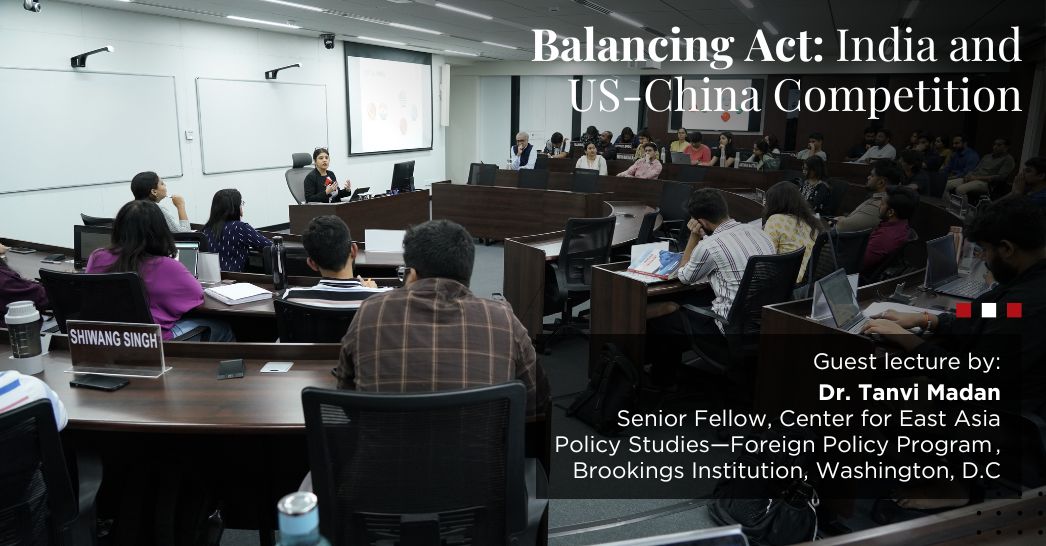 Balancing Act: India and
US-China Competition
SHIWANG SINGH
Guest lecture by:
Dr. Tanvi Madan
Senior Fellow, Center for East Asia
Policy Studies—Foreign Policy Program,
Brookings Institution, Washington, D.C